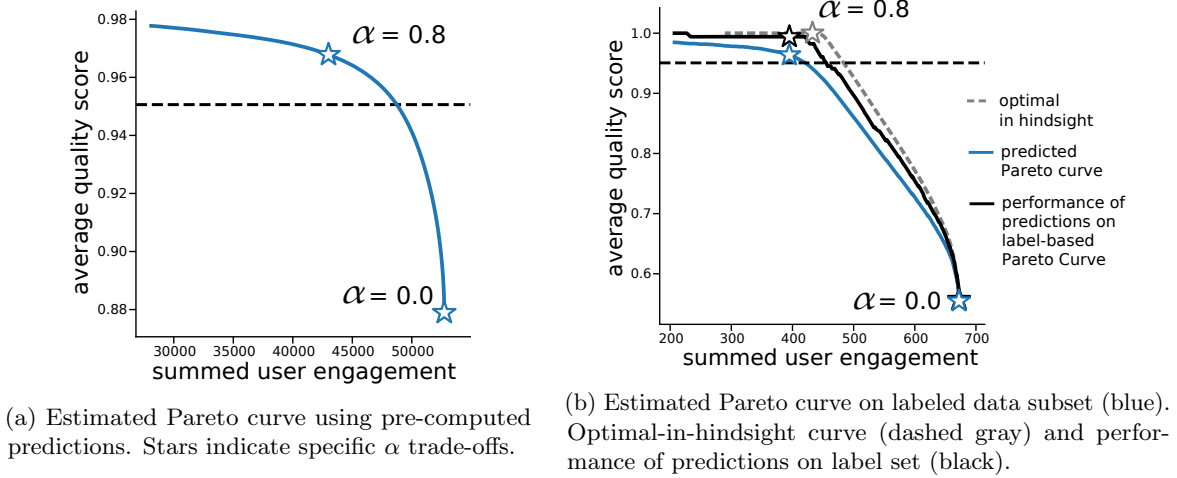 0.98
0.96
0.94
0.92
0.90
0.88
average quality score
α = 0.8
α = 0.0
30000 35000 40000 45000 50000
summed user engagement
(a) Estimated Pareto curve using pre-computed
predictions. Stars indicate specific α trade-offs.
1.0
0.9
0.8
0.7
0.6
average quality score
α = 0.8
α = 0.0
200 300 400 500 600 700
summed user engagement
optimal
in hindsight
predicted
Pareto curve
performance of
predictions on
label-based
Pareto Curve
(b) Estimated Pareto curve on labeled data subset (blue).
Optimal-in-hindsight curve (dashed gray) and perfor-
mance of predictions on label set (black).